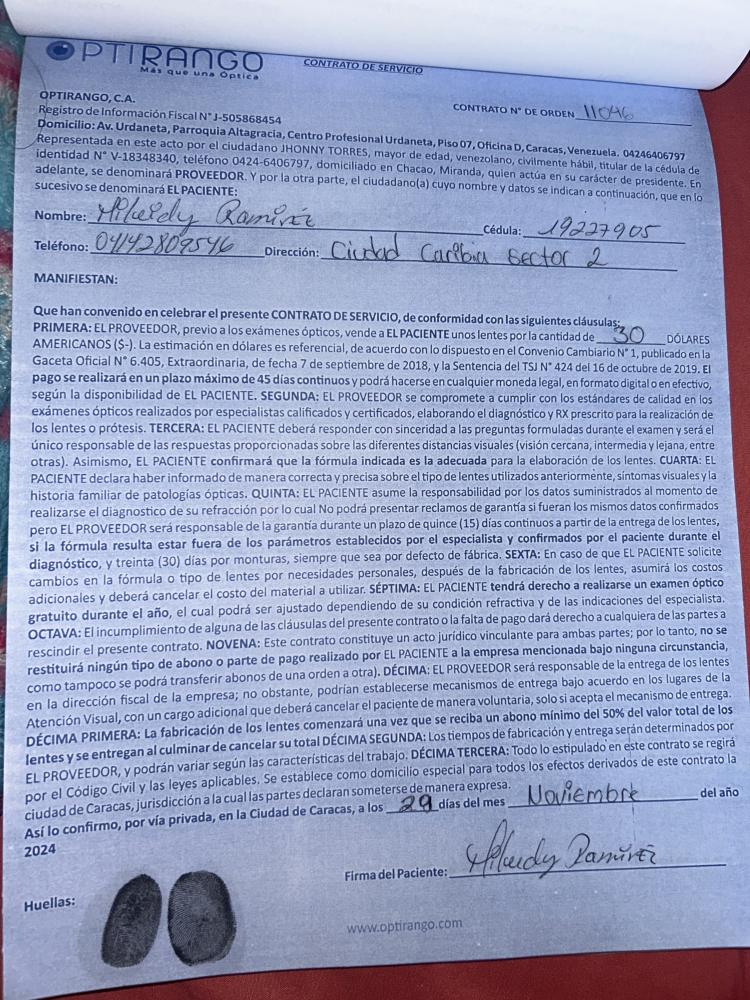 OPTIRANGO
Más que una Óptica
CONTRATO DE SERVICIO
OPTIRANGO, C.A.
CONTRATO N° DE ORDEN 11046
Registro de Información Fiscal N° J-505868454
Domicilio: Av. Urdaneta, Parroquia Altagracia, Centro Profesional Urdaneta, Piso 07, Oficina D, Caracas, Venezuela. 04246406797
Representada en este acto por el ciudadano JHONNY TORRES, mayor de edad, venezolano, civilmente hábil, titular de la cédula de
identidad N° V-18348340, teléfono 0424-6406797, domiciliado en Chacao, Miranda, quien actúa en su carácter de presidente. En
adelante, se denominará PROVEEDOR. Y por la otra parte, el ciudadano(a) cuyo nombre y datos se indican a continuación, que en lo
sucesivo se denominará EL PACIENTE:
Nombre: Mileidy Ramirez Cédula: 19227905
Teléfono: 04142809546 Dirección: Ciudad Caribia Sector 2
MANIFIESTAN:
Que han convenido en celebrar el presente CONTRATO DE SERVICIO, de conformidad con las siguientes cláusulas:
PRIMERA: EL PROVEEDOR, previo a los exámenes ópticos, vende a EL PACIENTE unos lentes por la cantidad de 30 DÓLARES
AMERICANOS ($-). La estimación en dólares es referencial, de acuerdo con lo dispuesto en el Convenio Cambiario N° 1, publicado en la
Gaceta Oficial N° 6.405, Extraordinaria, de fecha 7 de septiembre de 2018, y la Sentencia del TSJ N° 424 del 16 de octubre de 2019. El
pago se realizará en un plazo máximo de 45 días continuos y podrá hacerse en cualquier moneda legal, en formato digital o en efectivo,
según la disponibilidad de EL PACIENTE. SEGUNDA: EL PROVEEDOR se compromete a cumplir con los estándares de calidad en los
exámenes ópticos realizados por especialistas calificados y certificados, elaborando el diagnóstico y RX prescrito para la realización de
los lentes o prótesis. TERCERA: EL PACIENTE deberá responder con sinceridad a las preguntas formuladas durante el examen y será el
único responsable de las respuestas proporcionadas sobre las diferentes distancias visuales (visión cercana, intermedia y lejana, entre
otras). Asimismo, EL PACIENTE confirmará que la fórmula indicada es la adecuada para la elaboración de los lentes. CUARTA: EL
PACIENTE declara haber informado de manera correcta y precisa sobre el tipo de lentes utilizados anteriormente, síntomas visuales y la
historia familiar de patologías ópticas. QUINTA: EL PACIENTE asume la responsabilidad por los datos suministrados al momento de
realizarse el diagnostico de su refracción por lo cual No podrá presentar reclamos de garantía si fueran los mismos datos confirmados
pero EL PROVEEDOR será responsable de la garantía durante un plazo de quince (15) días continuos a partir de la entrega de los lentes,
si la fórmula resulta estar fuera de los parámetros establecidos por el especialista y confirmados por el paciente durante el
diagnóstico, y treinta (30) días por monturas, siempre que sea por defecto de fábrica. SEXTA: En caso de que EL PACIENTE solicite
cambios en la fórmula o tipo de lentes por necesidades personales, después de la fabricación de los lentes, asumirá los costos
adicionales y deberá cancelar el costo del material a utilizar. SÉPTIMA: EL PACIENTE tendrá derecho a realizarse un examen óptico
gratuito durante el año, el cual podrá ser ajustado dependiendo de su condición refractiva y de las indicaciones del especialista.
OCTAVA: El incumplimiento de alguna de las cláusulas del presente contrato o la falta de pago dará derecho a cualquiera de las partes a
rescindir el presente contrato. NOVENA: Este contrato constituye un acto jurídico vinculante para ambas partes; por lo tanto, no se
restituirá ningún tipo de abono o parte de pago realizado por EL PACIENTE a la empresa mencionada bajo ninguna circunstancia,
como tampoco se podrá transferir abonos de una orden a otra). DÉCIMA: EL PROVEEDOR será responsable de la entrega de los lentes
en la dirección fiscal de la empresa; no obstante, podrían establecerse mecanismos de entrega bajo acuerdo en los lugares de la
Atención Visual, con un cargo adicional que deberá cancelar el paciente de manera voluntaria, solo si acepta el mecanismo de entrega.
DÉCIMA PRIMERA: La fabricación de los lentes comenzará una vez que se reciba un abono mínimo del 50% del valor total de los
lentes y se entregan al culminar de cancelar su total DÉCIMA SEGUNDA: Los tiempos de fabricación y entrega serán determinados por
EL PROVEEDOR, y podrán variar según las características del trabajo. DÉCIMA TERCERA: Todo lo estipulado en este contrato se regirá
por el Código Civil y las leyes aplicables. Se establece como domicilio especial para todos los efectos derivados de este contrato la
ciudad de Caracas, jurisdicción a la cual las partes declaran someterse de manera expresa.
Así lo confirmo, por vía privada, en la Ciudad de Caracas, a los 29 días del mes Noviembre del año
2024
Firma del Paciente: Mileidy Ramirez
Huellas:
www.optirango.com